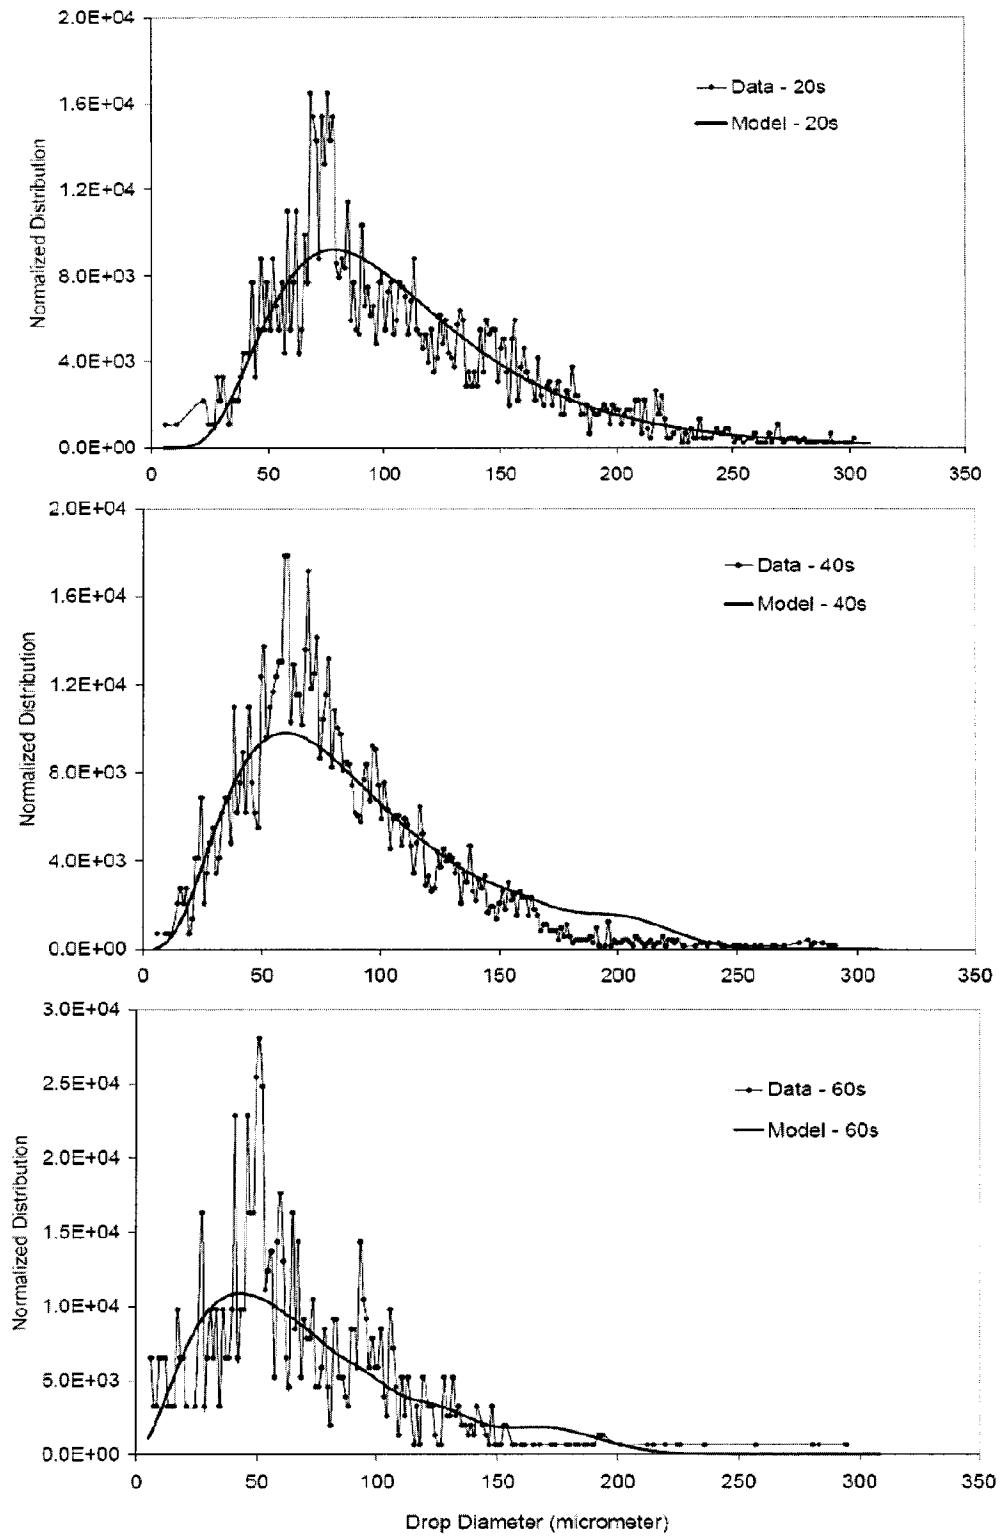 2.0E+04
1.6E+04
1.2E+04
8.0E+03
4.0E+03
0.0E+00
Normalized Distribution
Data - 20s
Model - 20s
0 50 100 150 200 250 300 350
2.0E+04
1.6E+04
1.2E+04
8.0E+03
4.0E+03
0.0E+00
Normalized Distribution
Data - 40s
Model - 40s
0 50 100 150 200 250 300 350
3.0E+04
2.5E+04
2.0E+04
1.5E+04
1.0E+04
5.0E+03
0.0E+00
Normalized Distribution
Data - 60s
Model - 60s
0 50 100 150 200 250 300 350
Drop Diameter (micrometer)